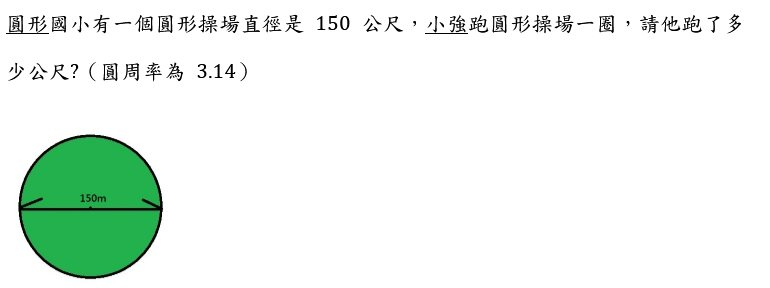 圓形國小有一個圓形操場直徑是 150 公尺，小強跑圓形操場一圈，請他跑了多
少公尺?（圓周率為 3.14）
150m